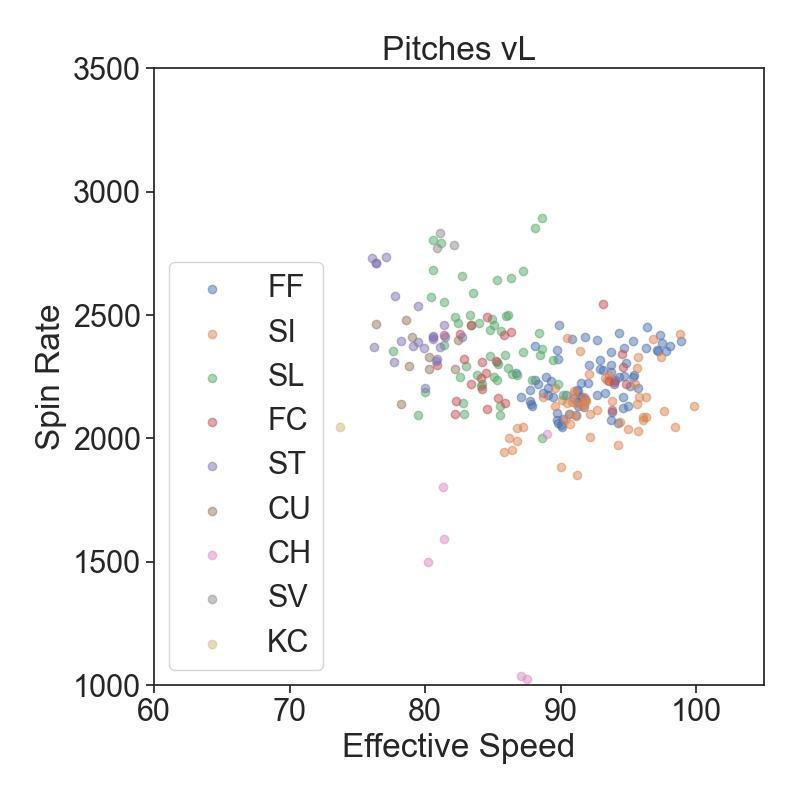 Pitches vL
3500
3000
2500
2000
1500
1000
Spin Rate
FF
SI
SL
FC
ST
CU
CH
SV
KC
60 70 80 90 100
Effective Speed